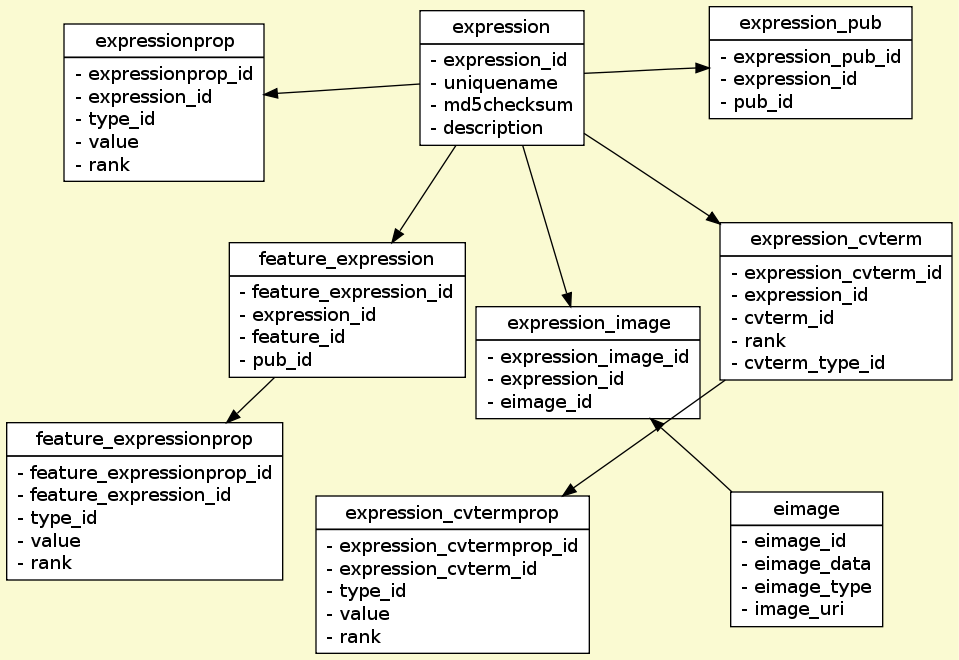 expressionprop
- expressionprop_id
- expression_id
- type_id
- value
- rank
expression
- expression_id
- uniquename
- md5checksum
- description
expression_pub
- expression_pub_id
- expression_id
- pub_id
feature_expression
- feature_expression_id
- expression_id
- feature_id
- pub_id
expression_image
- expression_image_id
- expression_id
- eimage_id
expression_cvterm
- expression_cvterm_id
- expression_id
- cvterm_id
- rank
- cvterm_type_id
feature_expressionprop
- feature_expressionprop_id
- feature_expression_id
- type_id
- value
- rank
expression_cvtermprop
- expression_cvtermprop_id
- expression_cvterm_id
- type_id
- value
- rank
eimage
- eimage_id
- eimage_data
- eimage_type
- image_uri